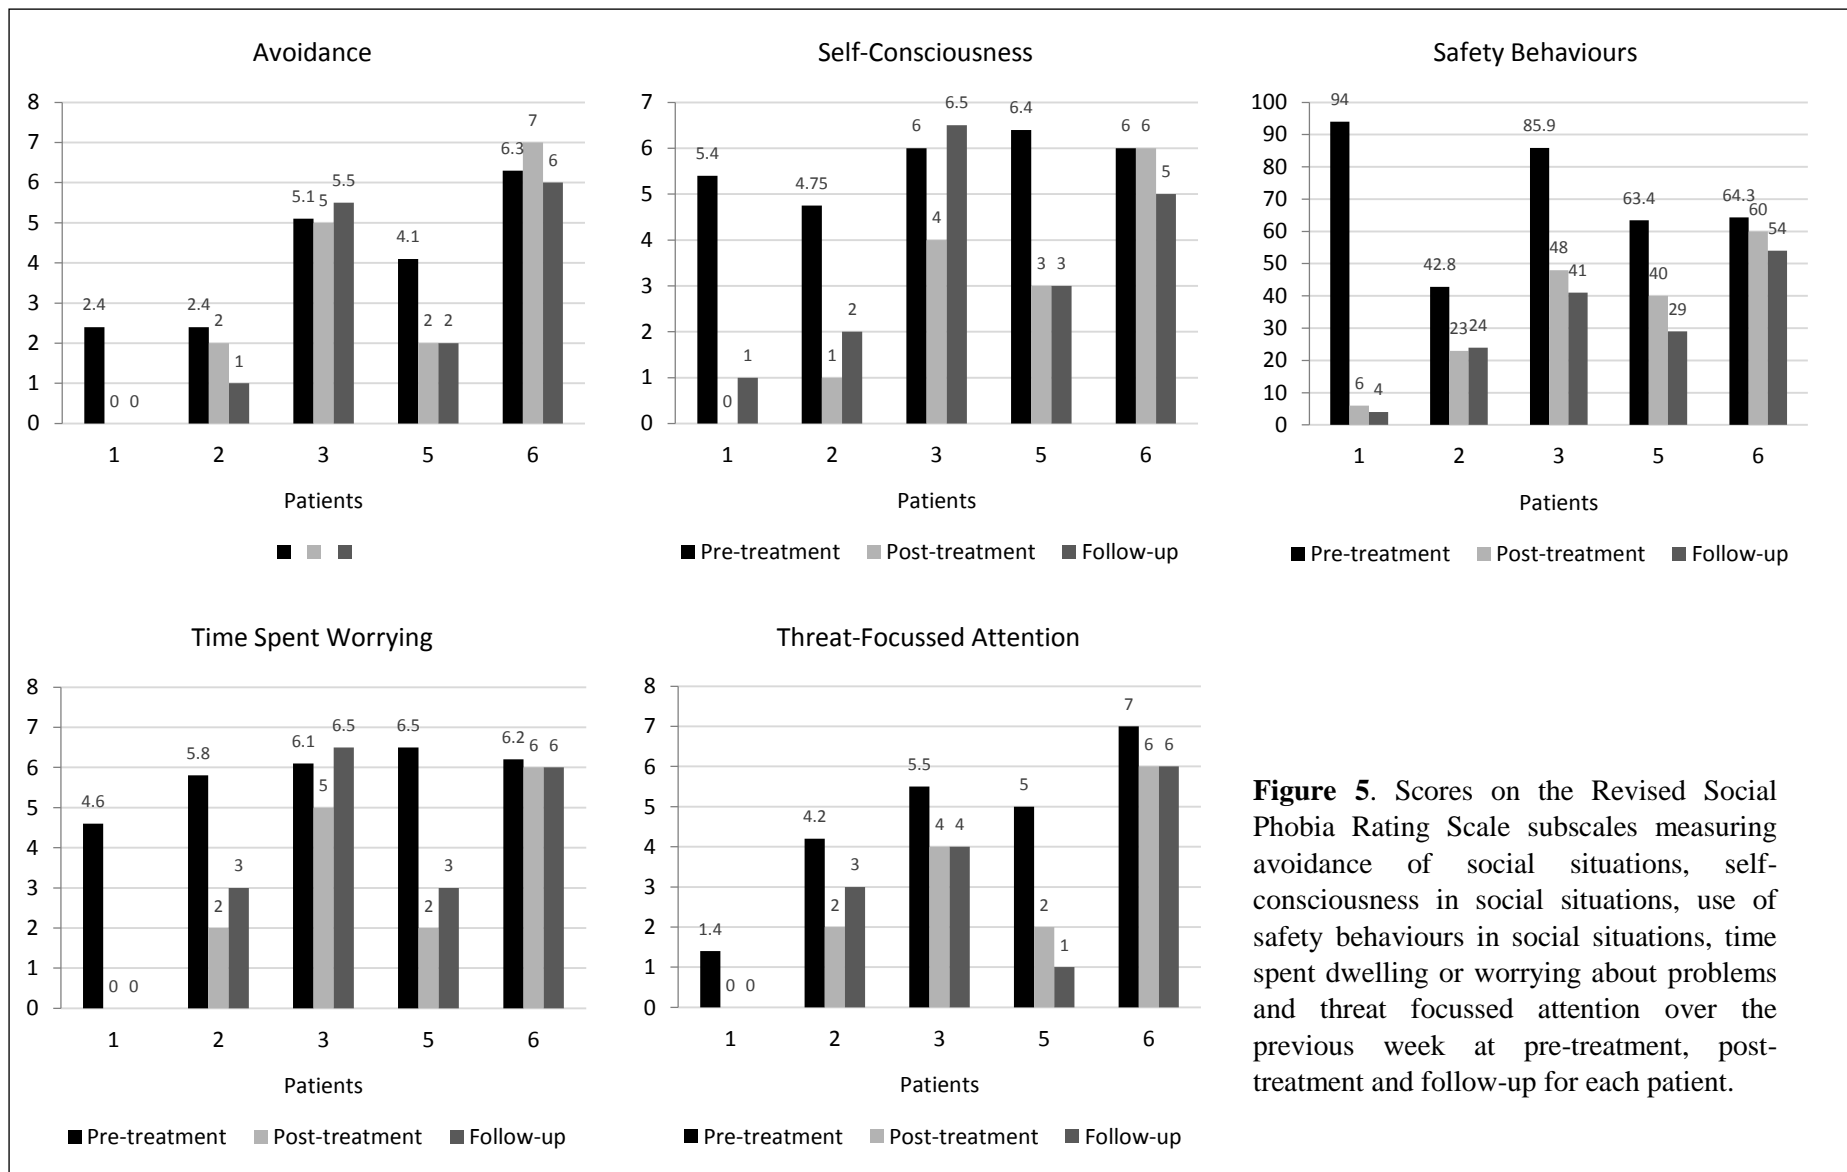 Avoidance
8
7
6
5
4
3
2
1
0
2.4 0 0
2.4 2 1
5.1 5 5.5
4.1 2 2
6.3 7 6
1 2 3 5 6
Patients
Self-Consciousness
7
6
5
4
3
2
1
0
5.4 0 1
4.75 1 2
6 4 6.5
6.4 3 3
6 6 5
1 2 3 5 6
Patients
Pre-treatment Post-treatment Follow-up
Safety Behaviours
100
90
80
70
60
50
40
30
20
10
0
94 6 4
42.8 23 24
85.9 48 41
63.4 40 29
64.3 60 54
1 2 3 5 6
Patients
Pre-treatment Post-treatment Follow-up
Time Spent Worrying
8
7
6
5
4
3
2
1
0
4.6 0 0
5.8 2 3
6.1 5 6.5
6.5 2 3
6.2 6 6
1 2 3 5 6
Patients
Pre-treatment Post-treatment Follow-up
Threat-Focussed Attention
8
7
6
5
4
3
2
1
0
1.4 0 0
4.2 2 3
5.5 4 4
5 2 1
7 6 6
1 2 3 5 6
Patients
Pre-treatment Post-treatment Follow-up
Figure 5. Scores on the Revised Social
Phobia Rating Scale subscales measuring
avoidance of social situations, self-
consciousness in social situations, use of
safety behaviours in social situations, time
spent dwelling or worrying about problems
and threat focussed attention over the
previous week at pre-treatment, post-
treatment and follow-up for each patient.